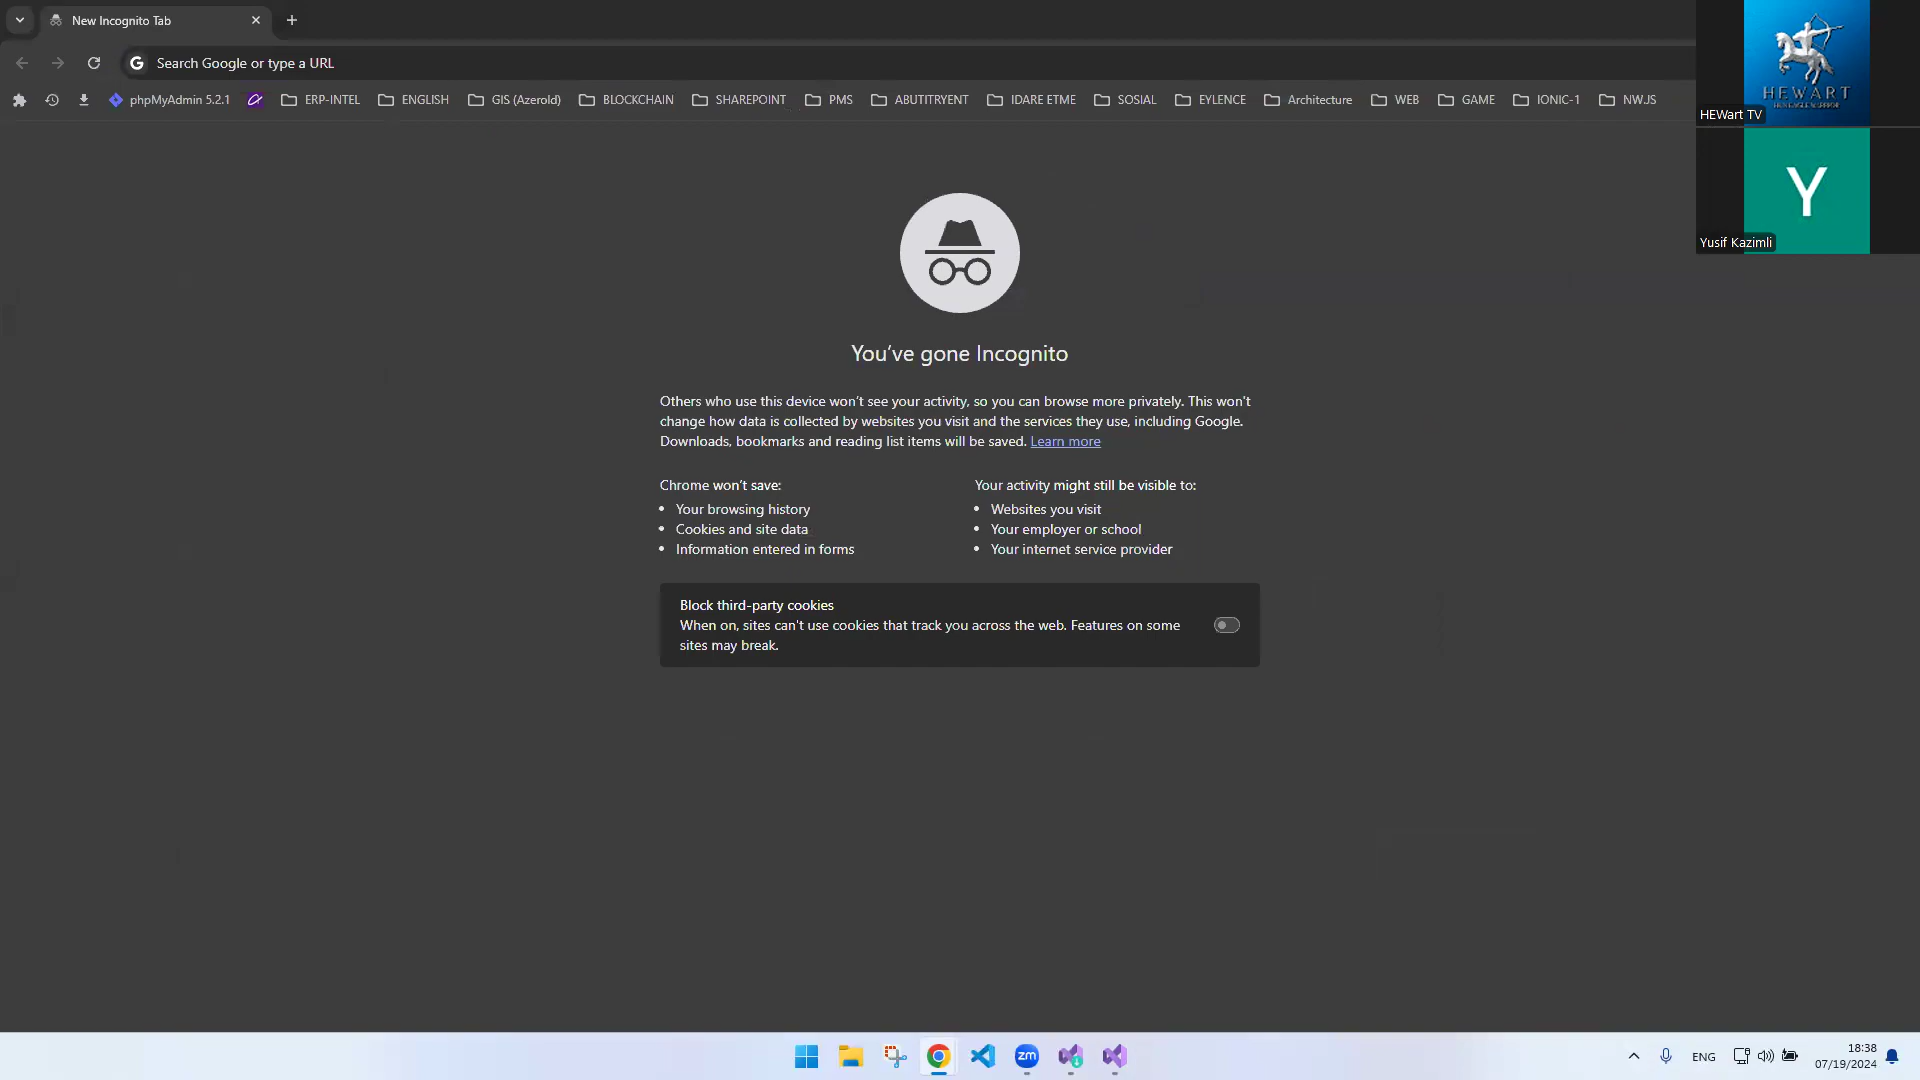 New Incognito Tab
Search Google or type a URL
phpMyAdmin 5.2.1 ERP-INTEL ENGLISH GIS (Azerold) BLOCKCHAIN SHAREPOINT PMS ABUTITRYENT IDARE ETME SOSIAL EYLENCE Architecture WEB GAME IONIC-1 NWJS
HEWART
HEWart TV
Y
Yusif Kazimli
You've gone Incognito
Others who use this device won't see your activity, so you can browse more privately. This won't
change how data is collected by websites you visit and the services they use, including Google.
Downloads, bookmarks and reading list items will be saved. Learn more
Chrome won't save:
• Your browsing history
• Cookies and site data
• Information entered in forms
Your activity might still be visible to:
• Websites you visit
• Your employer or school
• Your internet service provider
Block third-party cookies
When on, sites can't use cookies that track you across the web. Features on some
sites may break.
zm
ENG
18:38
07/19/2024